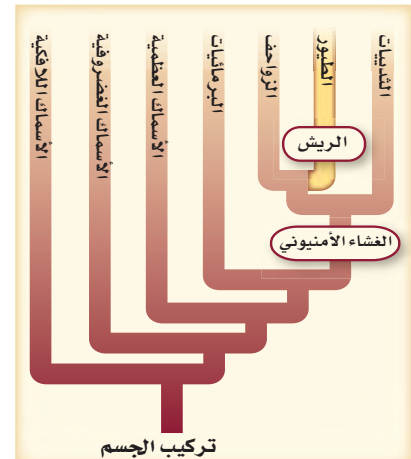 الثدييات
الطيور
الزواحف
البرمائيات
الأسماك العظمية
الأسماك الغضروفية
الأسماك اللافكية
الريش
الغشاء الأمنيوني
تركيب الجسم